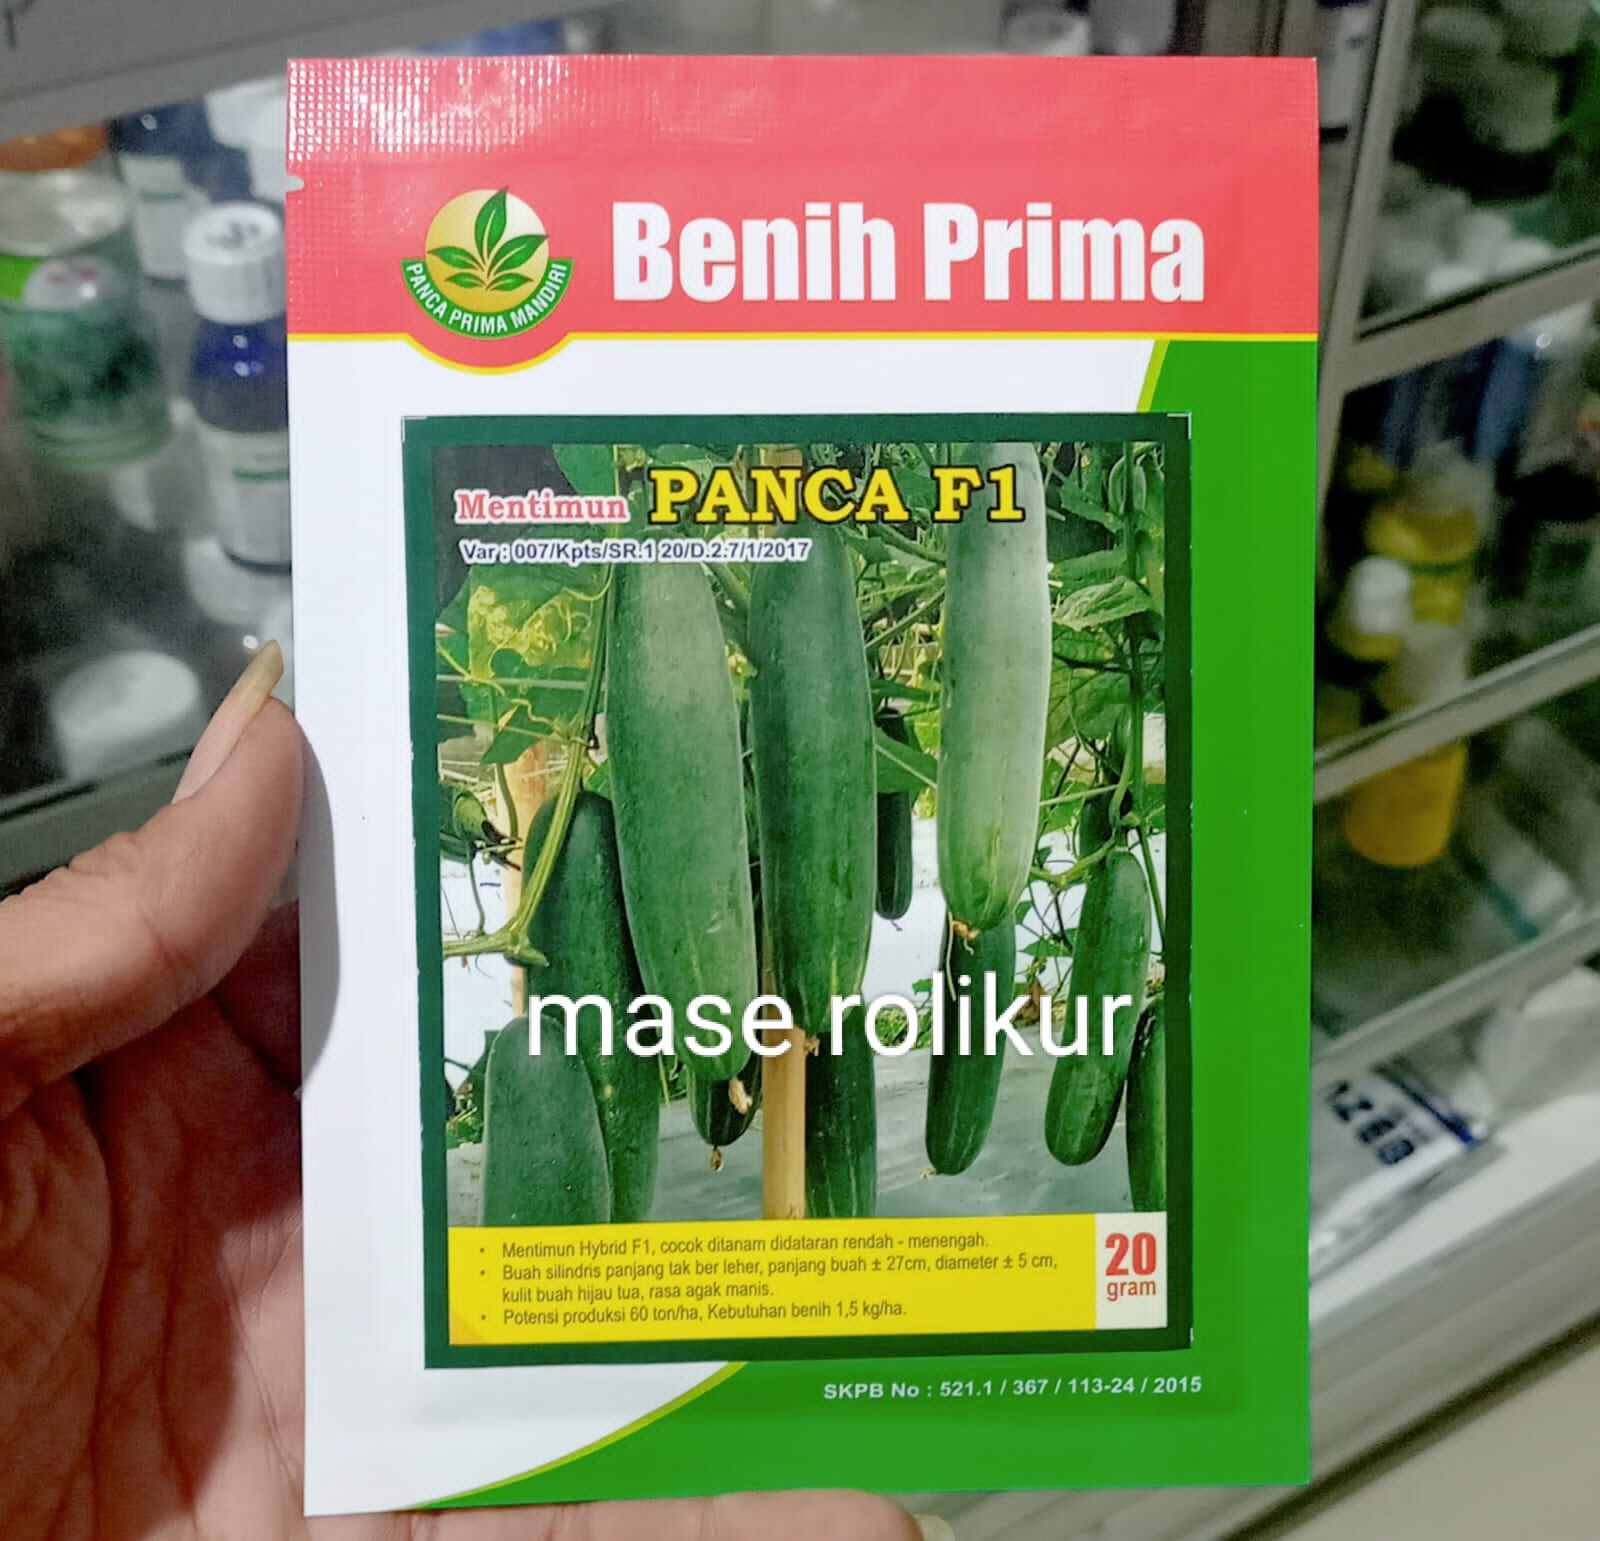 PANCA PRIMA MANDIRI
Benih Prima
Mentimun PANCA F1
Var : 007/Kpts/SR.1 20/D.2.7/1/2017
mase rolikur
• Mentimun Hybrid F1, cocok ditanam didataran rendah - menengah.
• Buah silindris panjang tak ber leher, panjang buah ± 27cm, diameter ± 5 cm,
kulit buah hijau tua, rasa agak manis.
• Potensi produksi 60 ton/ha, Kebutuhan benih 1,5 kg/ha.
20
gram
SKPB No : 521.1 / 367 / 113-24 / 2015